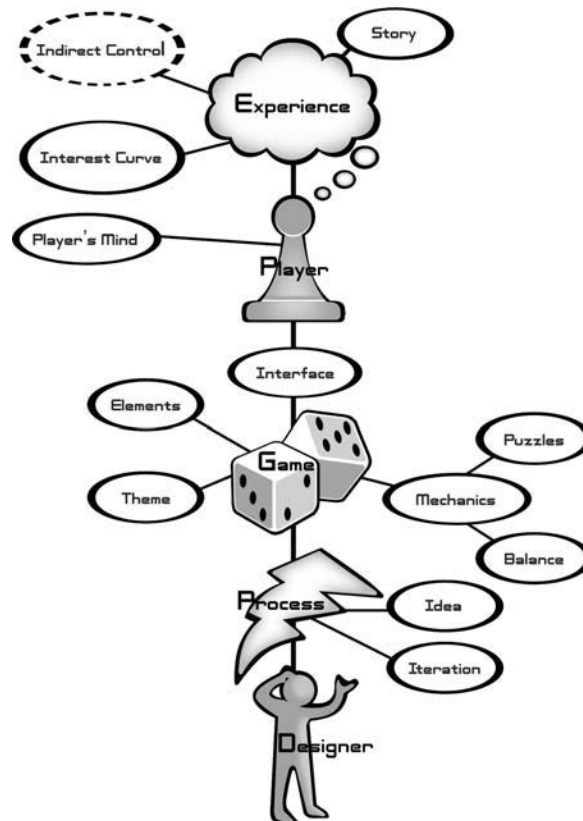 Story
Indirect Control
Experience
Interest Curve
Player's Mind
Player
Interface
Elements
Game
Puzzles
Theme
Mechanics
Balance
Process
Idea
Iteration
Designer